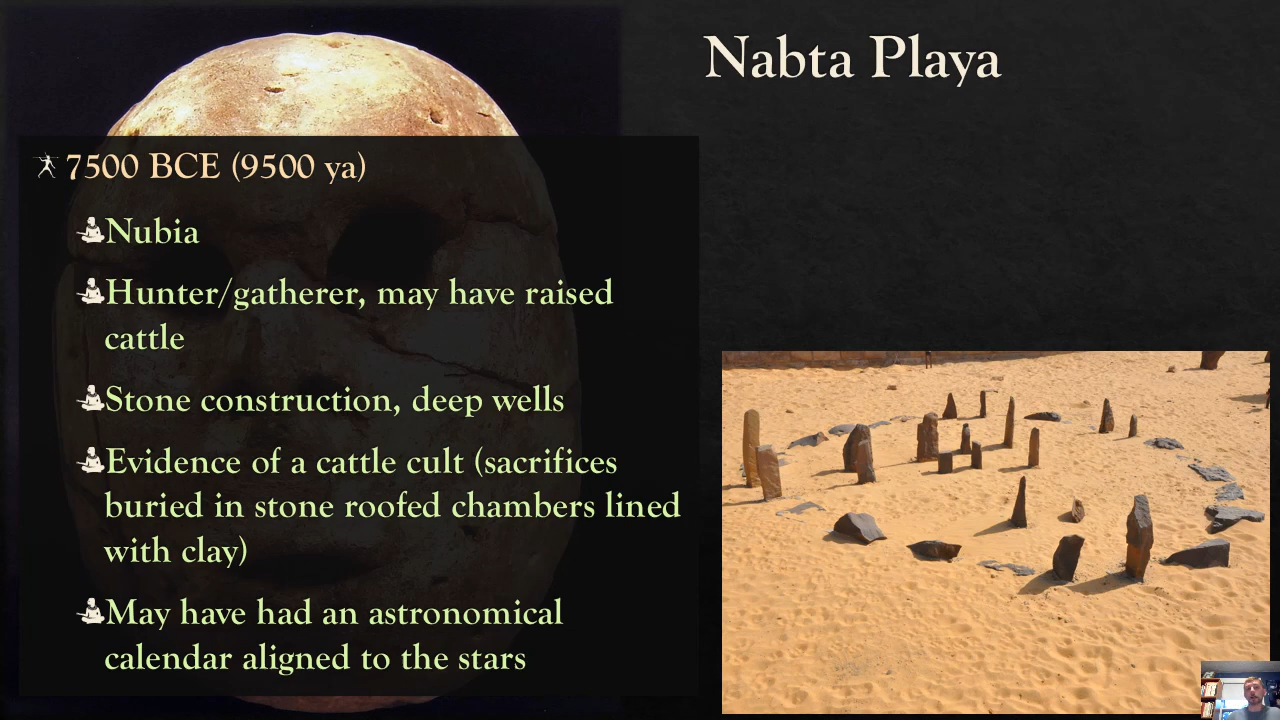 Nabta Playa
7500 BCE (9500 ya)
Nubia
Hunter/gatherer, may have raised
cattle
Stone construction, deep wells
Evidence of a cattle cult (sacrifices
buried in stone roofed chambers lined
with clay)
May have had an astronomical
calendar aligned to the stars